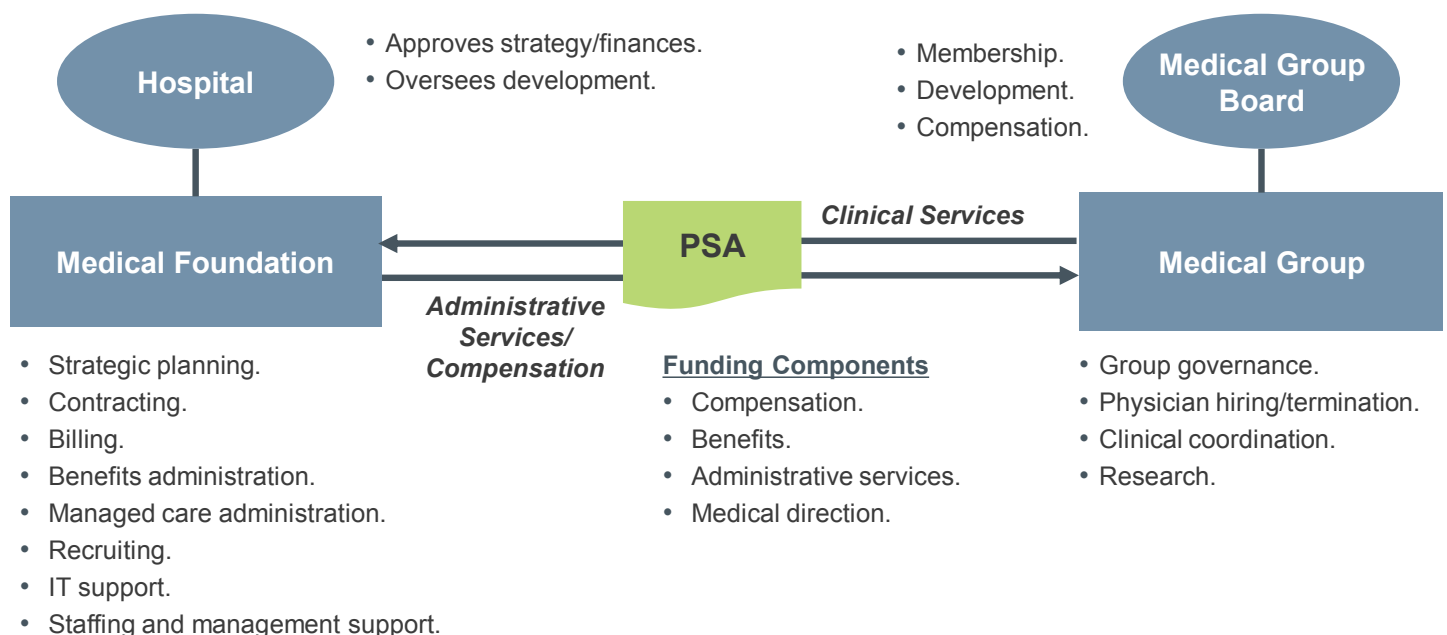 Hospital
• Approves strategy/finances.
• Oversees development.
• Membership.
• Development.
• Compensation.
Medical Group
Board
Medical Foundation
PSA
Clinical Services
Medical Group
Administrative
Services/
Compensation
• Strategic planning.
• Contracting.
• Billing.
• Benefits administration.
• Managed care administration.
• Recruiting.
• IT support.
• Staffing and management support.
Funding Components
• Compensation.
• Benefits.
• Administrative services.
• Medical direction.
• Group governance.
• Physician hiring/termination.
• Clinical coordination.
• Research.